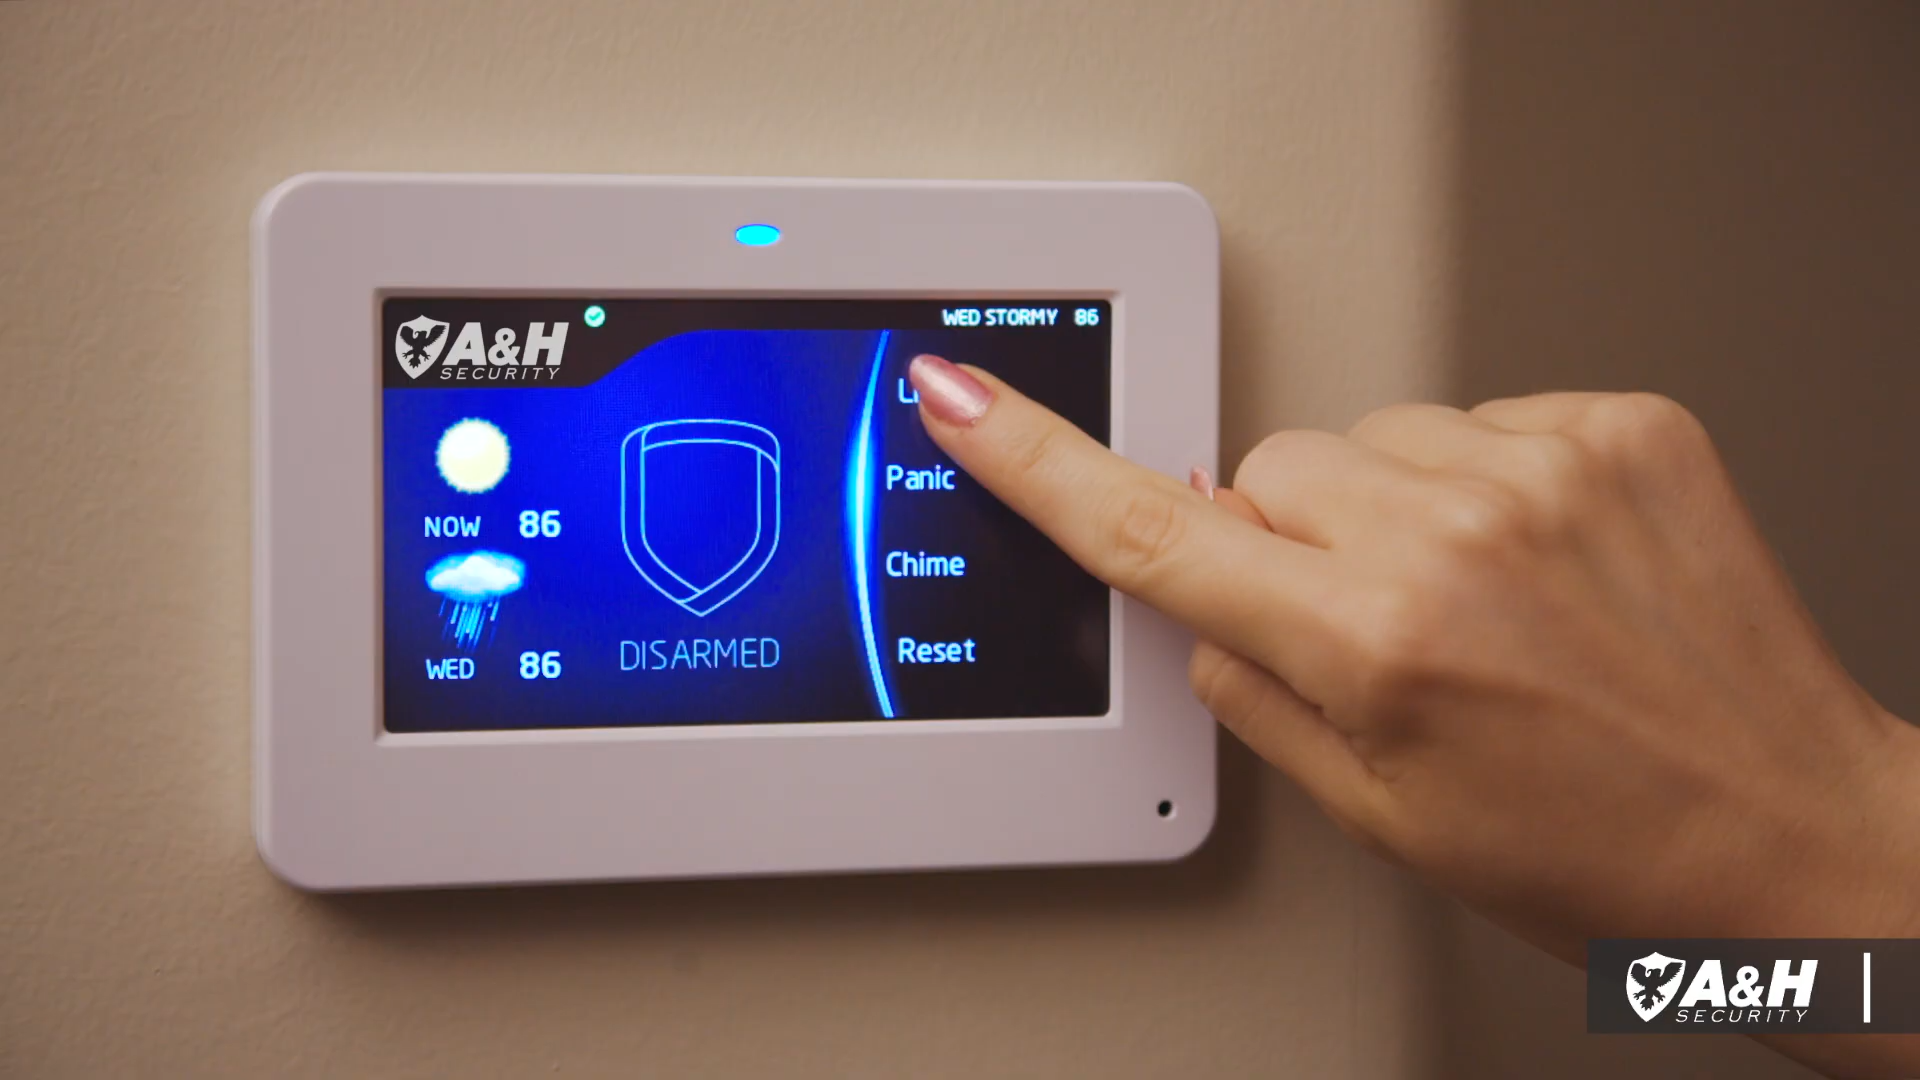 A&H
SECURITY
WED STORMY 86
Panic
NOW 86
Chime
DISARMED
WED 86
Reset
A&H
SECURITY